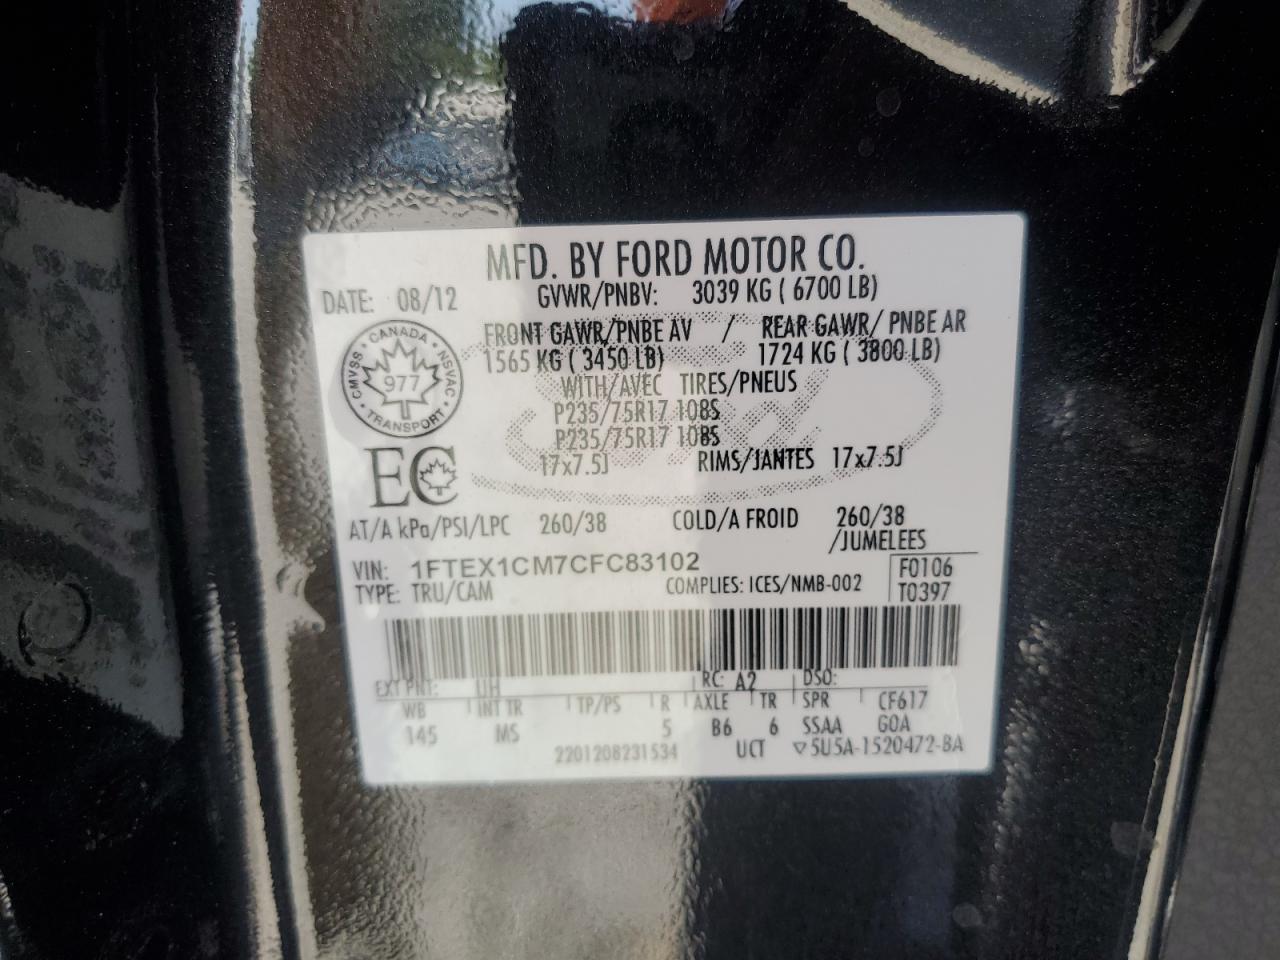 MFD. BY FORD MOTOR CO.
DATE: 08/12 GVWR/PNBV: 3039 KG ( 6700 LB)
FRONT GAWR/PNBE AV / REAR GAWR/ PNBE AR
1565 KG ( 3450 LB) 1724 KG ( 3800 LB)
WITH/AVEC TIRES/PNEUS
P235/75R17 108S
P235/75R17 108S
17x7.5J RIMS/JANTES 17x7.5J
CMVSS • CANADA • NSVAC • TRANSPORT •
977
EC
AT/A kPa/PSI/LPC 260/38 COLD/A FROID 260/38
/JUMELEES
VIN: 1FTEX1CM7CFC83102 F0106
TYPE: TRU/CAM COMPLIES: ICES/NMB-002 T0397
EXT PNT: UH RC: A2 DSO:
WB INT TR TP/PS R AXLE TR SPR CF617
145 MS 5 B6 6 SSAA GOA
2201208231534 UCT ▽5U5A-1520472-BA